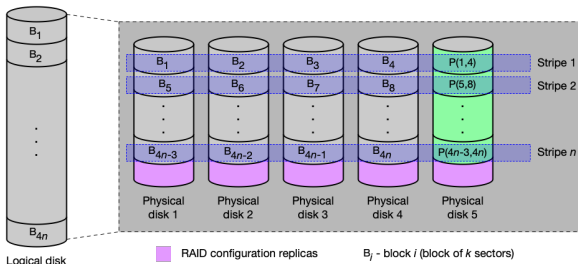 B1
B2
B4n
Logical disk
B1 B2 B3 B4 P(1,4) Stripe 1
B5 B6 B7 B8 P(5,8) Stripe 2
B4n-3 B4n-2 B4n-1 B4n P(4n-3,4n) Stripe n
Physical disk 1
Physical disk 2
Physical disk 3
Physical disk 4
Physical disk 5
RAID configuration replicas
Bi - block i (block of k sectors)